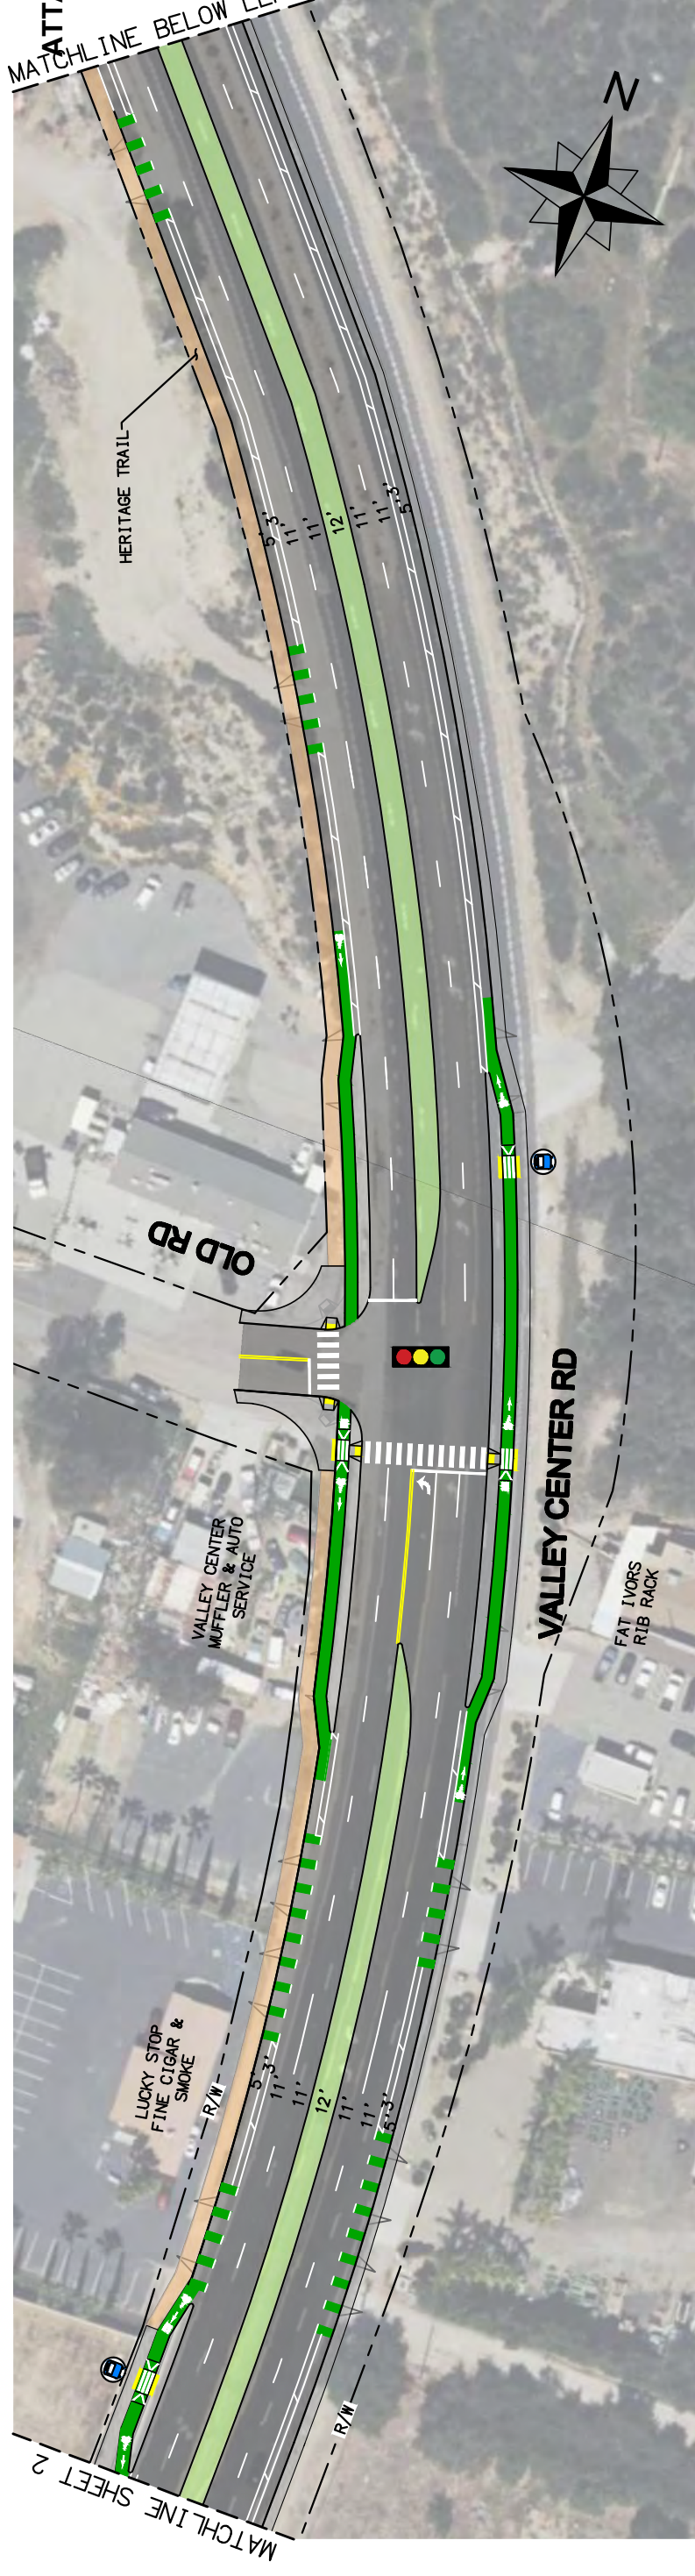 ATTA
MATCHLINE BELOW LEF
N
HERITAGE TRAIL
5' 3' 11' 11' 12' 11' 11' 5' 3'
OLD RD
VALLEY CENTER RD
VALLEY CENTER
MUFFLER & AUTO
SERVICE
FAT IVORS
RIB RACK
LUCKY STOP
FINE CIGAR &
SMOKE
R/W
5' 3' 11' 11' 12' 11' 11' 5' 3'
R/W
MATCHLINE SHEET 2